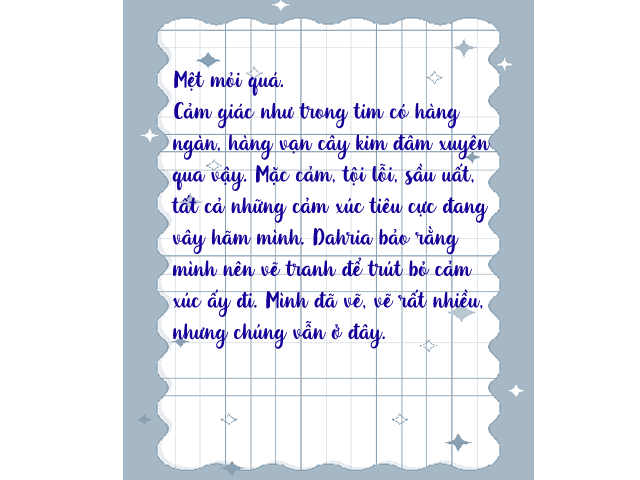 Mệt mỏi quá.
Cảm giác như trong tim có hàng
ngàn, hàng vạn cây kim đâm xuyên
qua vậy. Mặc cảm, tội lỗi, sầu uất,
tất cả những cảm xúc tiêu cực đang
vây hãm mình. Dahria bảo rằng
mình nên vẽ tranh để trút bỏ cảm
xúc ấy đi. Mình đã vẽ, vẽ rất nhiều,
nhưng chúng vẫn ở đây.